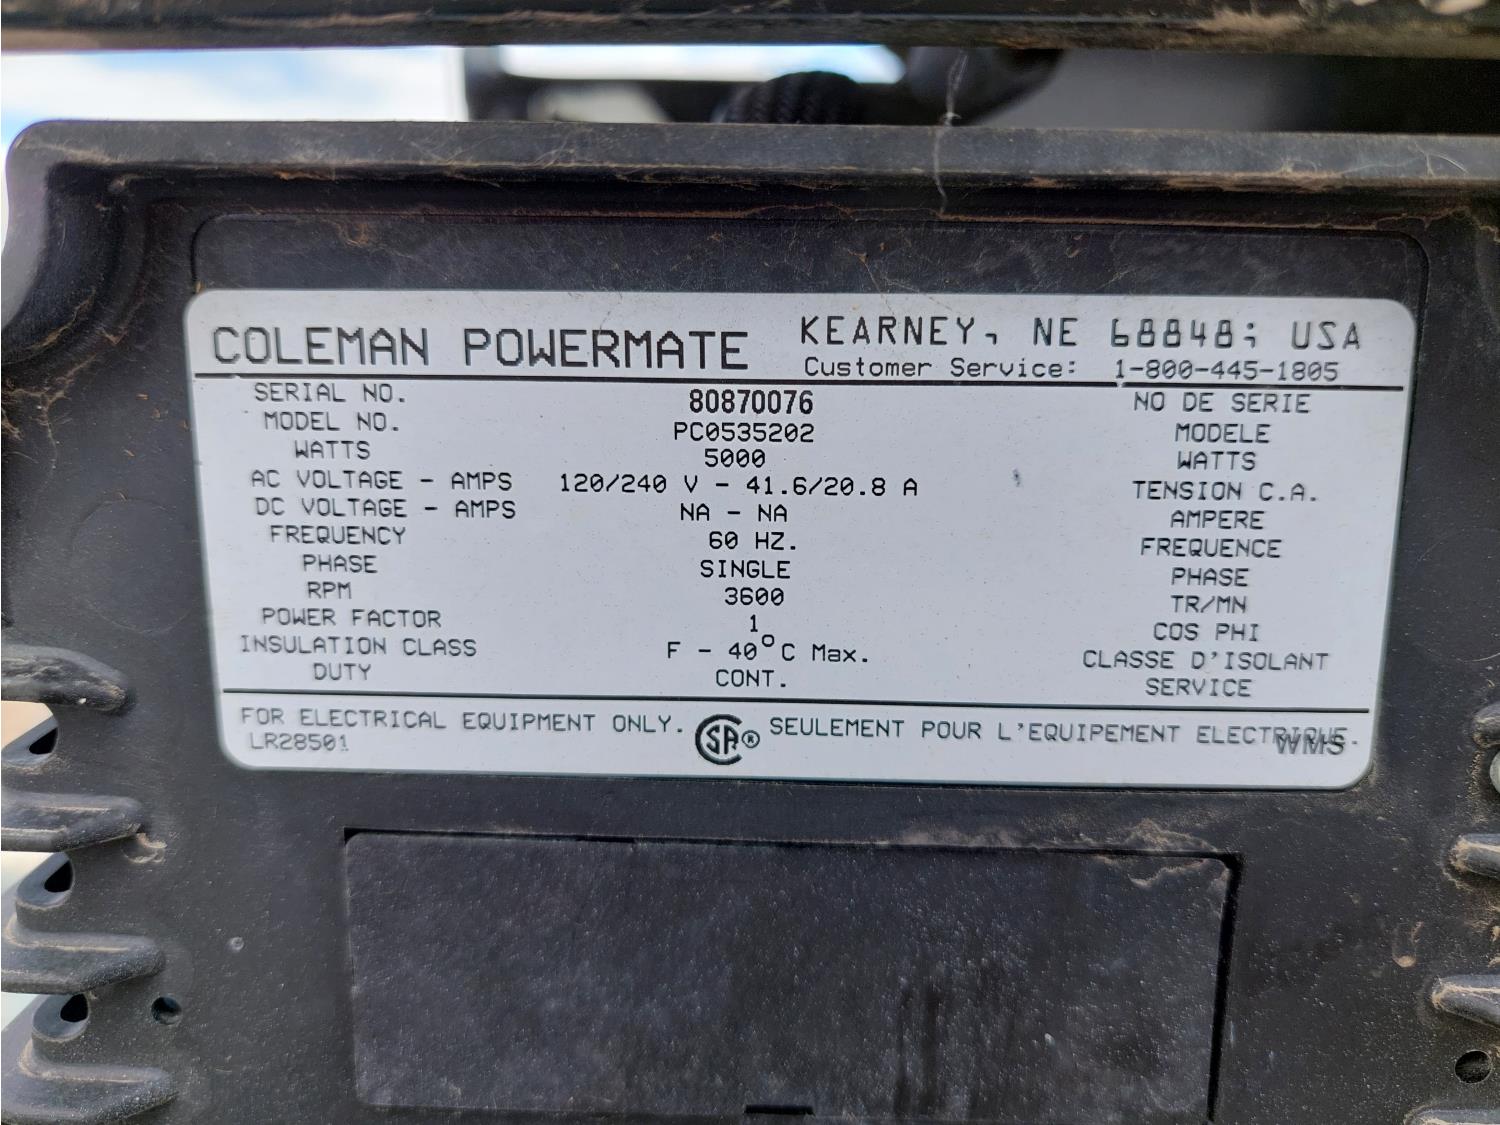 COLEMAN POWERMATE KEARNEY, NE 68848; USA
Customer Service: 1-800-445-1805
SERIAL NO. 80870076 NO DE SERIE
MODEL NO. PC0535202 MODELE
WATTS 5000 WATTS
AC VOLTAGE - AMPS 120/240 V - 41.6/20.8 A TENSION C.A.
DC VOLTAGE - AMPS NA - NA AMPERE
FREQUENCY 60 HZ. FREQUENCE
PHASE SINGLE PHASE
RPM 3600 TR/MN
POWER FACTOR 1 COS PHI
INSULATION CLASS F - 40°C Max. CLASSE D'ISOLANT
DUTY CONT. SERVICE
FOR ELECTRICAL EQUIPMENT ONLY. SA® SEULEMENT POUR L'EQUIPEMENT ELECTRIQUE.
LR28501 WMS